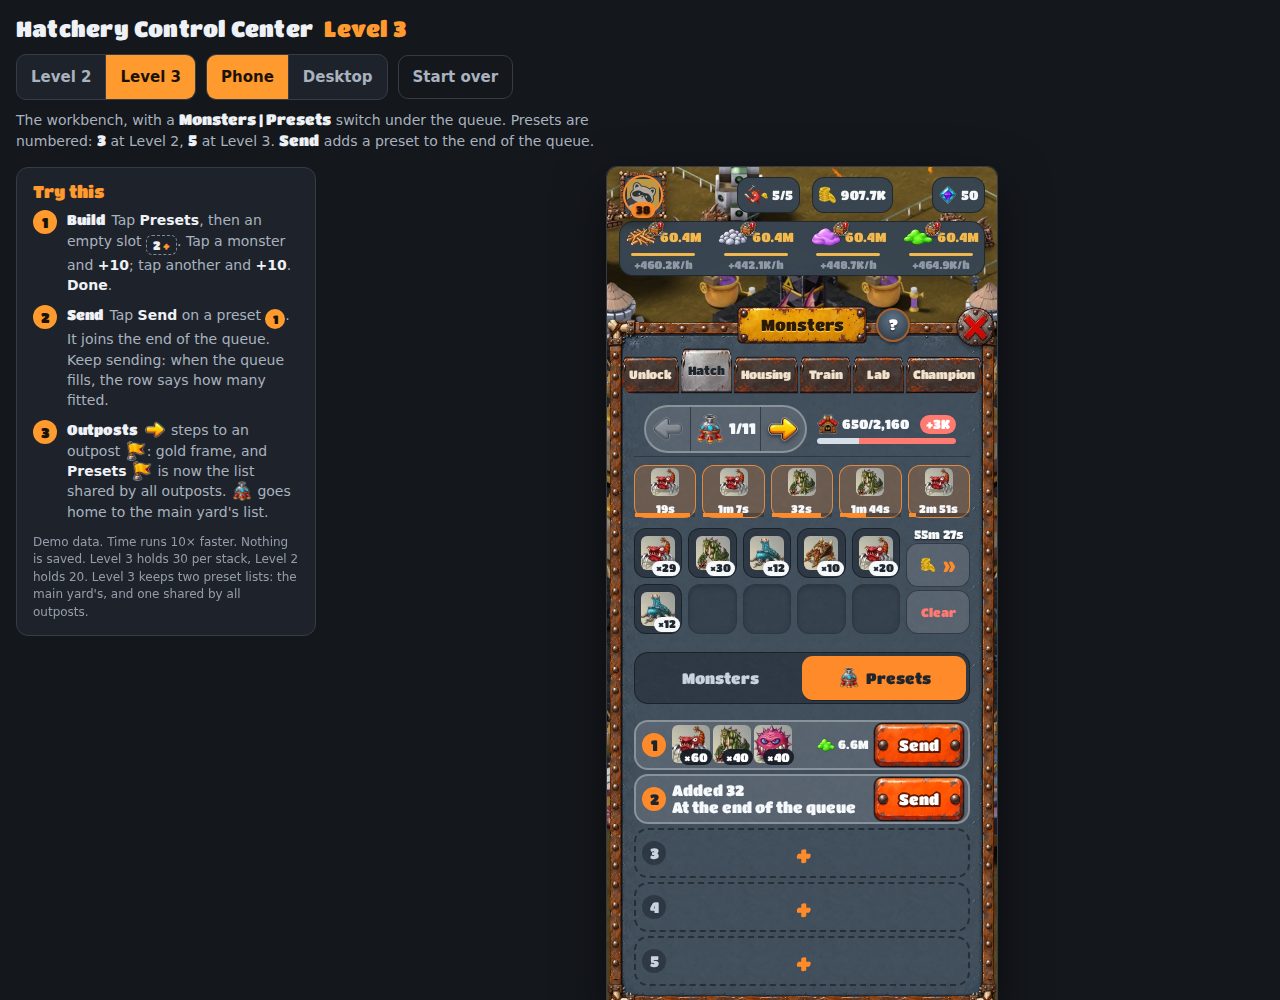 Hatchery Control Center Level 3
Level 2 Level 3 Phone Desktop Start over
The workbench, with a Monsters | Presets switch under the queue. Presets are
numbered: 3 at Level 2, 5 at Level 3. Send adds a preset to the end of the queue.
Try this
1 Build Tap Presets, then an
empty slot 2 +. Tap a monster
and +10; tap another and +10.
Done.
2 Send Tap Send on a preset 1.
It joins the end of the queue.
Keep sending: when the queue
fills, the row says how many
fitted.
3 Outposts steps to an
outpost : gold frame, and
Presets is now the list
shared by all outposts. goes
home to the main yard's list.
Demo data. Time runs 10× faster. Nothing
is saved. Level 3 holds 30 per stack, Level 2
holds 20. Level 3 keeps two preset lists: the
main yard's, and one shared by all
outposts.
30 5/5 907.7K 50
60.4M 60.4M 60.4M 60.4M
+460.2K/h +442.1K/h +448.7K/h +464.9K/h
Monsters ?
Unlock Hatch Housing Train Lab Champion
1/11 650/2,160 +3K
19s 1m 7s 32s 1m 44s 2m 51s
55m 27s
×29 ×30 ×12 ×10 ×20
×12 Clear
Monsters Presets
1 ×60 ×40 ×40 6.6M Send
2 Added 32 Send
At the end of the queue
3 +
4 +
5 +